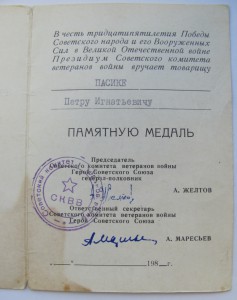 В честь тридцатипятилетия Победы
Советского народа и его Вооруженных
Сил в Великой Отечественной войне
Президиум Советского комитета
ветеранов войны вручает товарищу
ПАСИКЕ
Петру Игнатьевичу
ПАМЯТНУЮ МЕДАЛЬ
Председатель
Советского комитета ветеранов войны
Герой Советского Союза
генерал-полковник
А. ЖЕЛТОВ
СКВВ
Ответственный секретарь
Советского комитета ветеранов войны
Герой Советского Союза
А. МАРЕСЬЕВ
198 г.